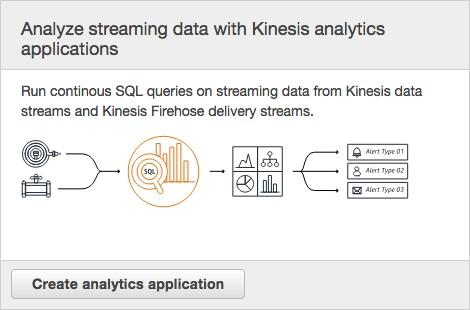 Analyze streaming data with Kinesis analytics
applications
Run continous SQL queries on streaming data from Kinesis data
streams and Kinesis Firehose delivery streams.
SQL
Alert Type 01
Alert Type 02
Alert Type 03
Create analytics application